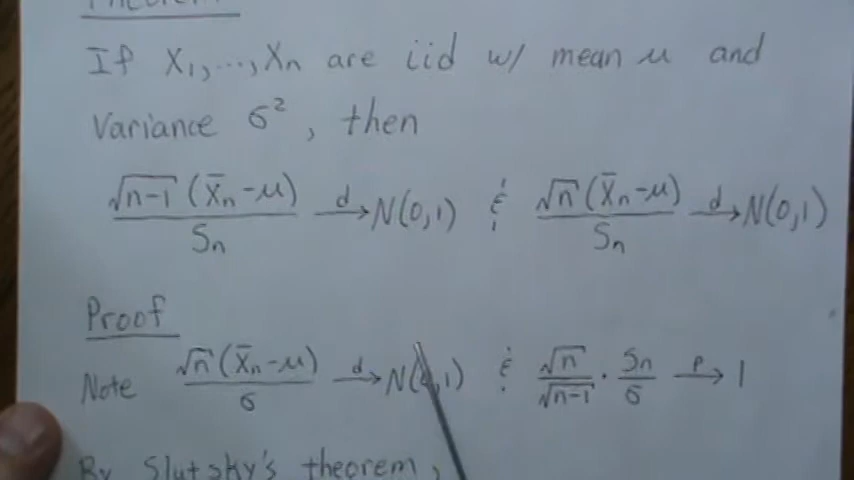 Theorem
If X₁,...,Xₙ are iid w/ mean μ and
Variance σ², then
√(n-1) (X̄ₙ-μ) / Sₙ →ᵈ N(0,1) & √n (X̄ₙ-μ) / Sₙ →ᵈ N(0,1)
Proof
Note √n (X̄ₙ-μ) / σ →ᵈ N(0,1) & √n / √(n-1) · Sₙ / σ →ᵖ 1
By Slutsky's theorem,